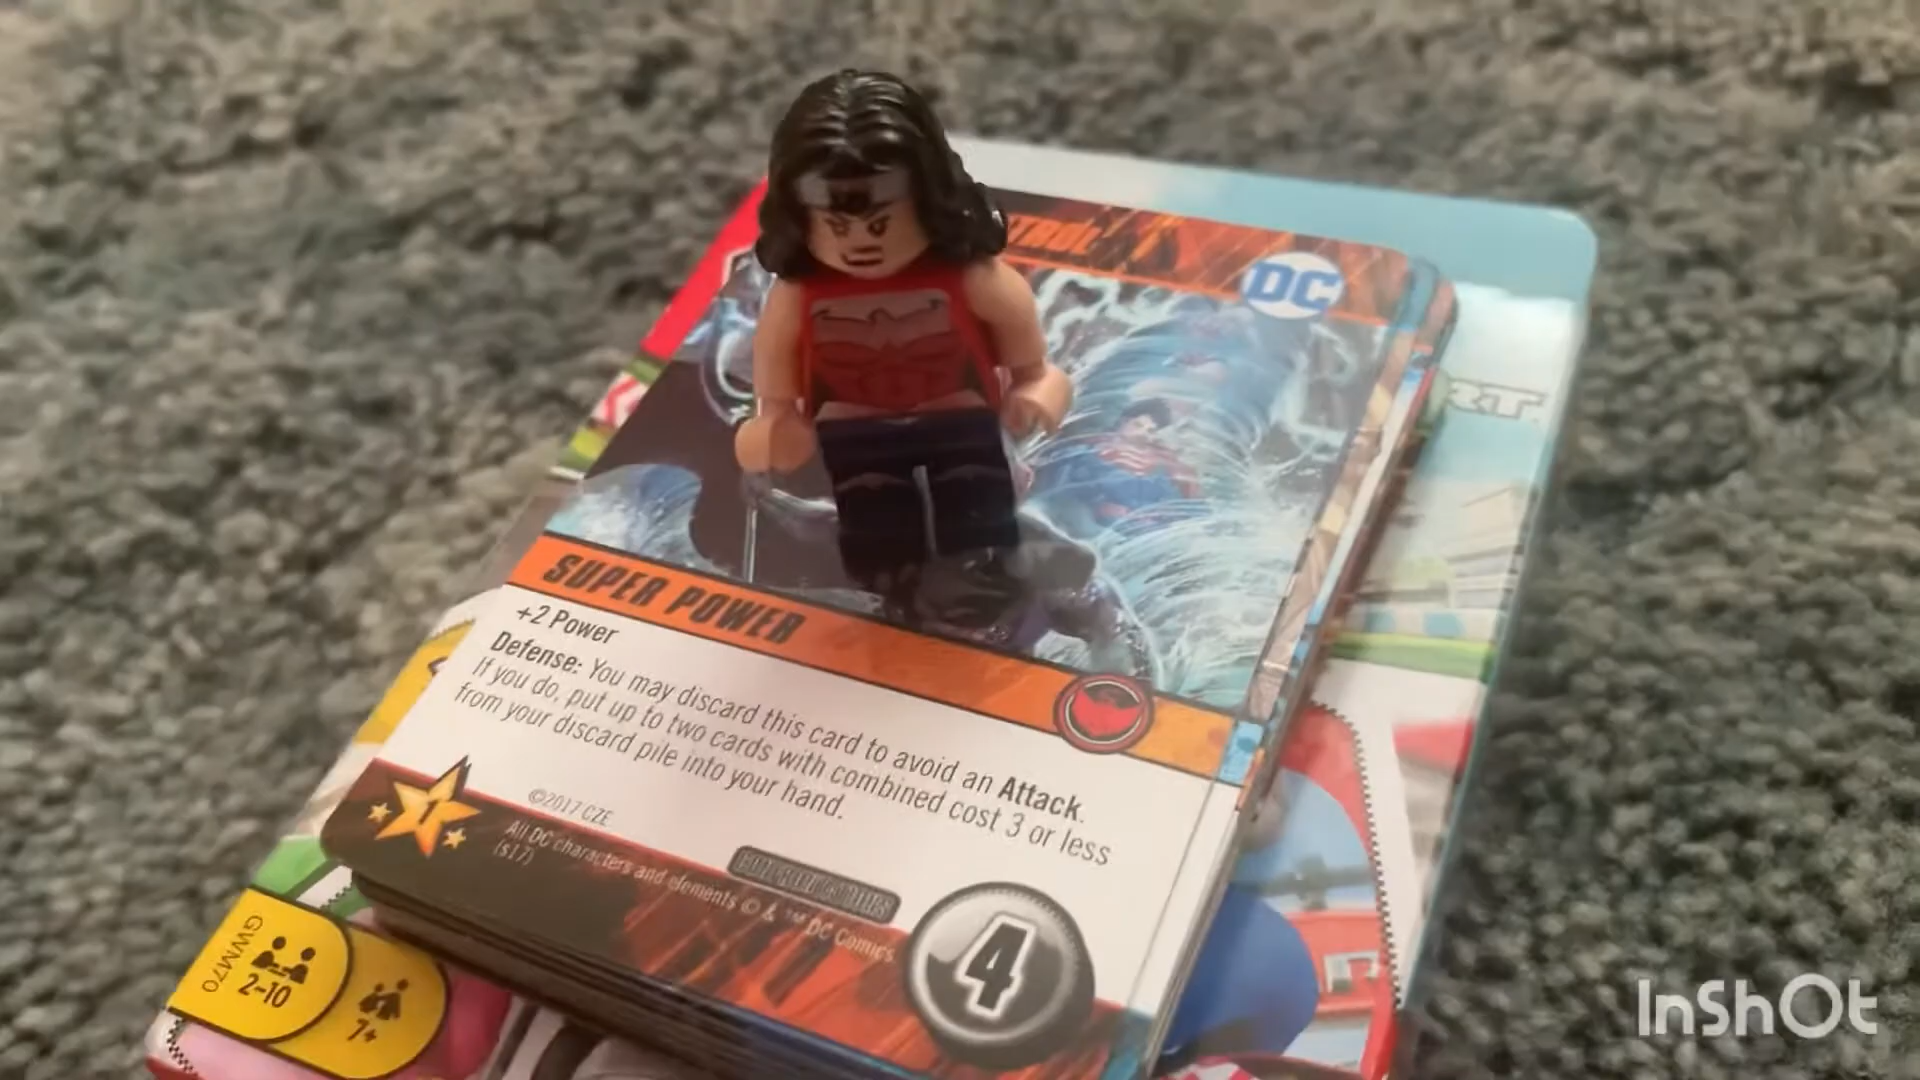 DC
RT
SUPER POWER
+2 Power
Defense: You may discard this card to avoid an Attack.
If you do, put up to two cards with combined cost 3 or less
from your discard pile into your hand.
1
©2017 CZE
All DC characters and elements © & ™ DC Comics
(s17)
4
GWM70
2-10
7+
InShOt